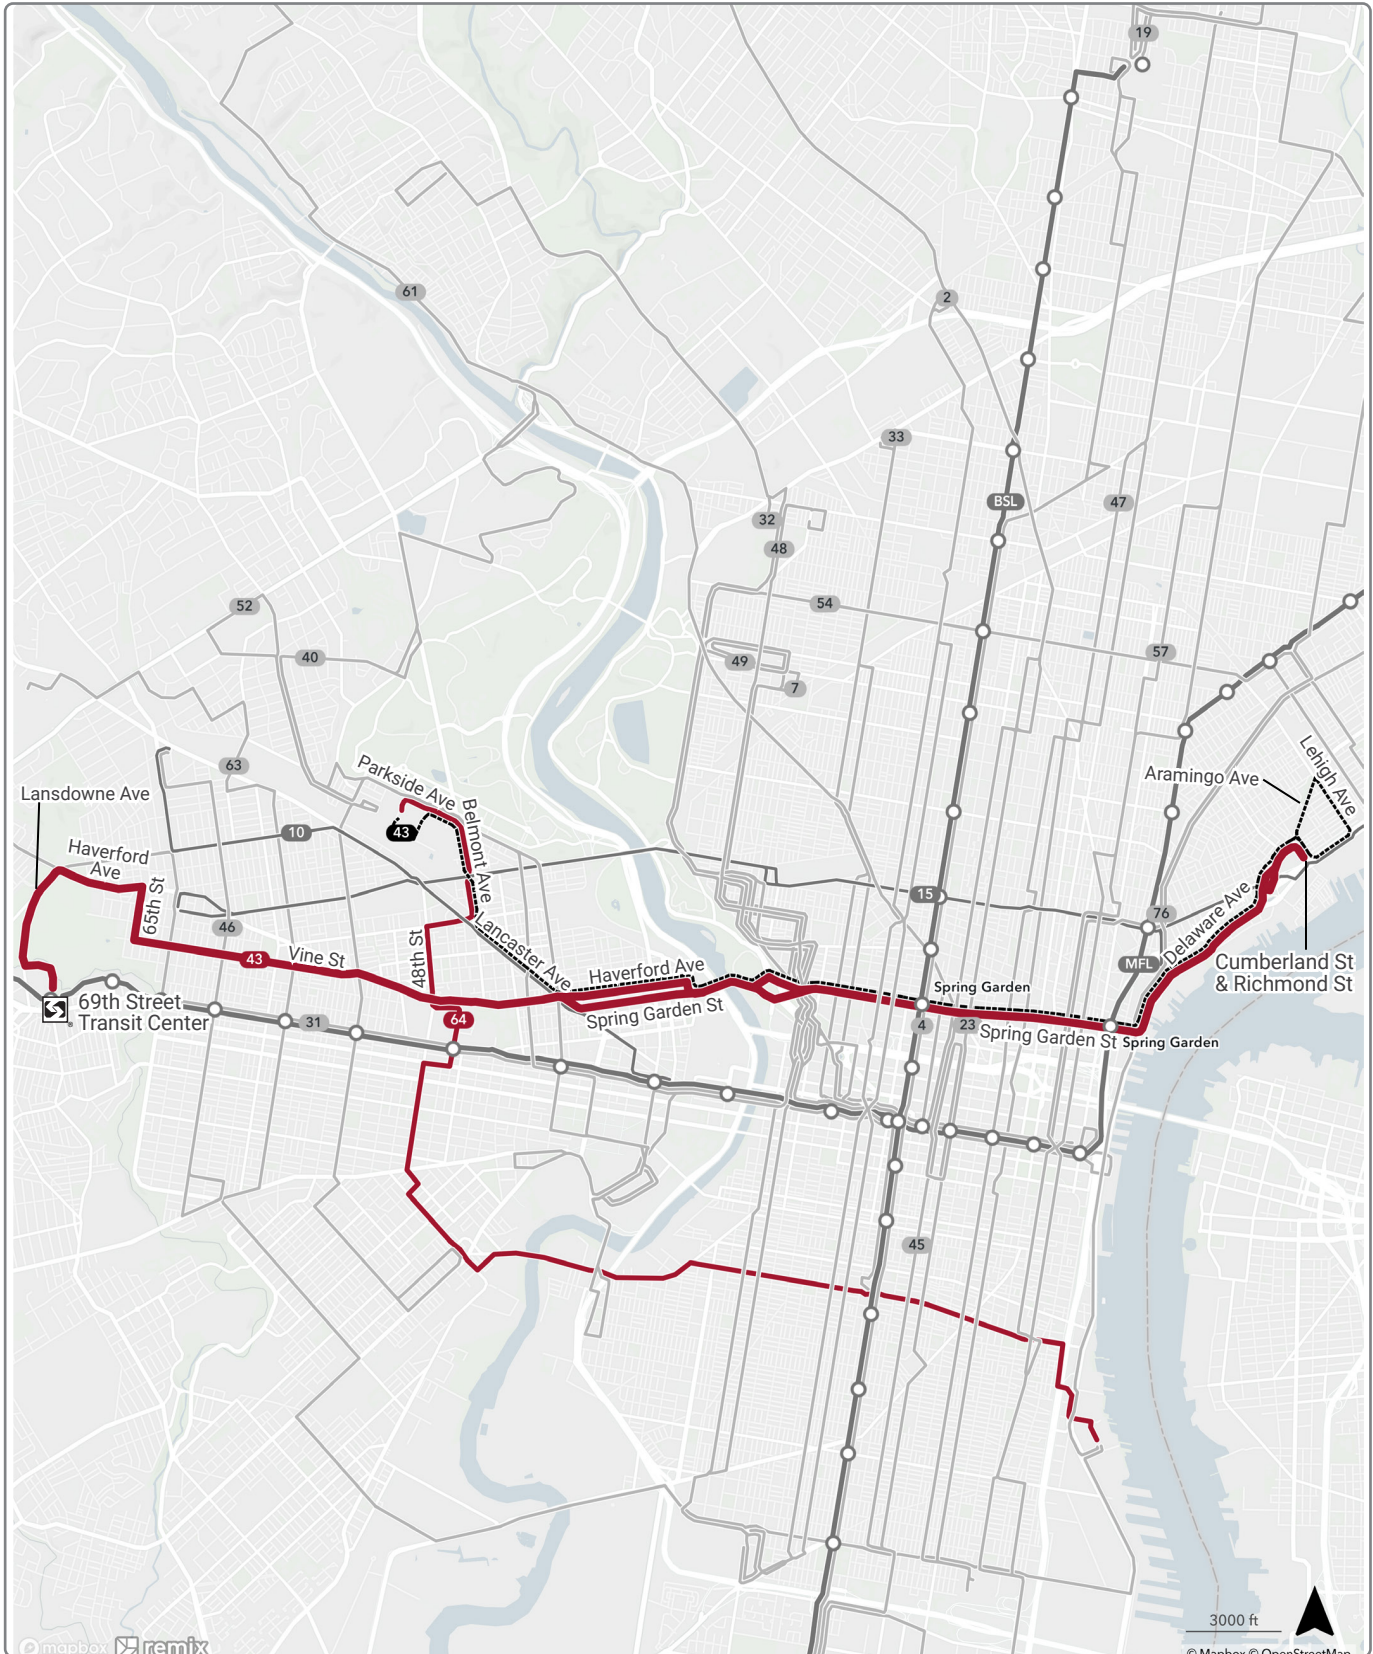 19
61
2
33
BSL
47
32
48
54
52
40
57
49
7
63
Parkside Ave
Belmont Ave
Lehigh Ave
Aramingo Ave
Lansdowne Ave
10
43
Haverford
Ave
15
76
65th St
46
48th St
Lancaster Ave
Delaware Ave
43
Vine St
Haverford Ave
MFL
Cumberland St
& Richmond St
Spring Garden
69th Street
Transit Center
31
64
Spring Garden St
4
23
Spring Garden St
Spring Garden
45
3000 ft
mapbox
remix
© Mapbox © OpenStreetMap